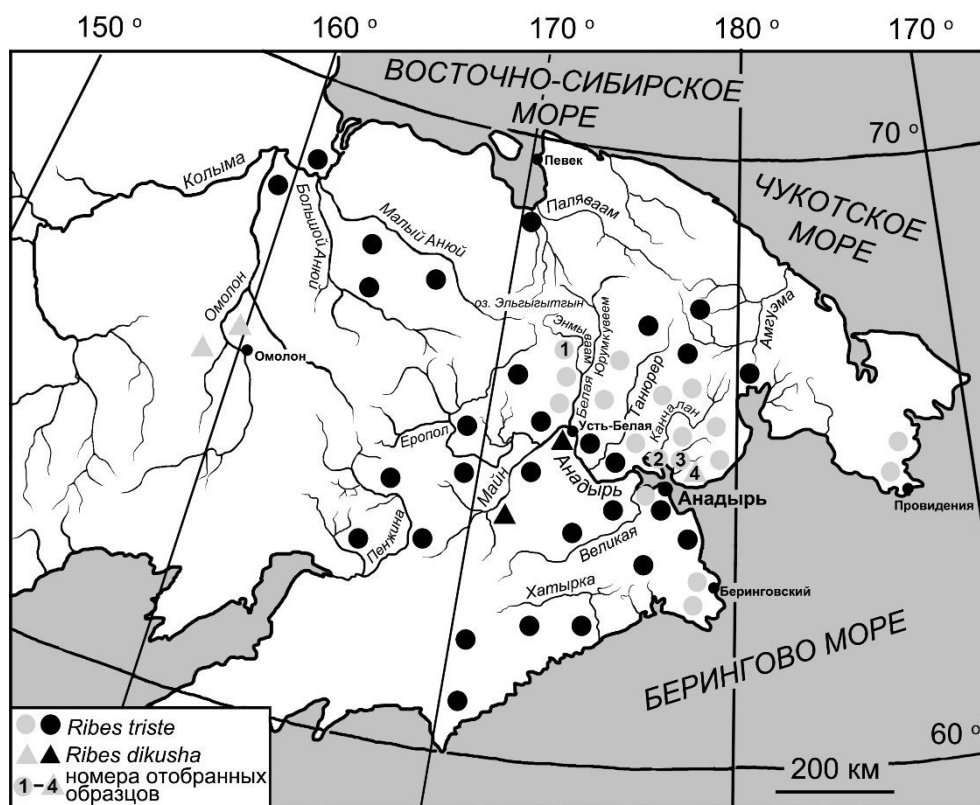 150 °
160 °
170 °
180 °
170 °
ВОСТОЧНО-СИБИРСКОЕ
МОРЕ
70 °
Певек
ЧУКОТСКОЕ
МОРЕ
Колыма
Большой Анюй
Малый Анюй
Паляваам
Омолон
оз. Эльгыгытгын
Энмываам
Юрумкувеем
Амгуэма
Омолон
1
Белая
Танюрер
Канчалан
Еропол
Усть-Белая
2
3
4
Майн
Анадырь
Анадырь
Провидения
Пенжина
Великая
Хатырка
Беринговский
БЕРИНГОВО МОРЕ
Ribes triste
Ribes dikusha
1 – 4 номера отобранных
образцов
60 °
200 км